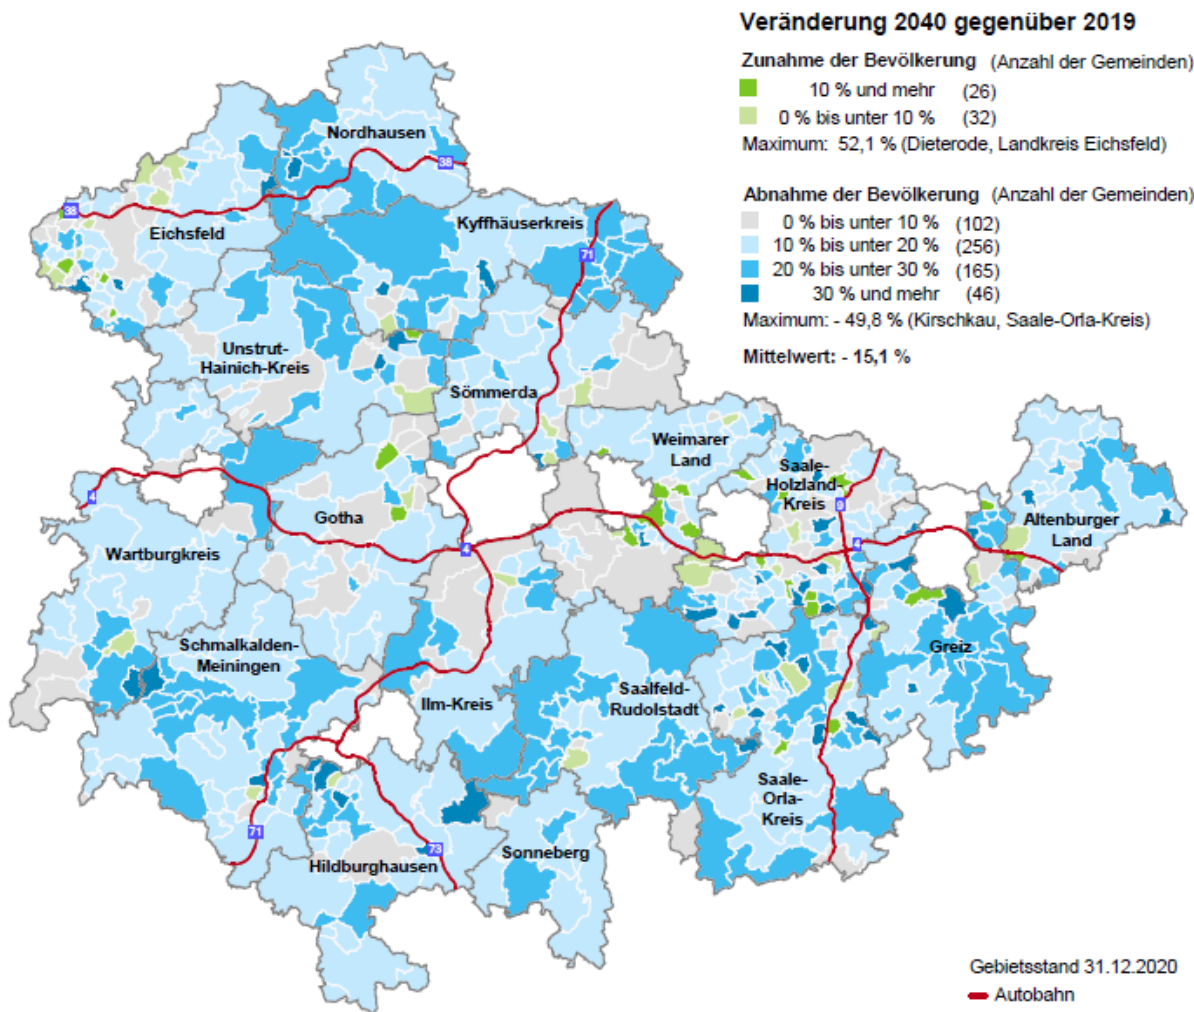 Veränderung 2040 gegenüber 2019
Zunahme der Bevölkerung (Anzahl der Gemeinden)
10 % und mehr (26)
0 % bis unter 10 % (32)
Maximum: 52,1 % (Dieterode, Landkreis Eichsfeld)
Abnahme der Bevölkerung (Anzahl der Gemeinden)
0 % bis unter 10 % (102)
10 % bis unter 20 % (256)
20 % bis unter 30 % (165)
30 % und mehr (46)
Maximum: - 49,8 % (Kirschkau, Saale-Orla-Kreis)
Mittelwert: - 15,1 %
Nordhausen
38
38
Eichsfeld
Kyffhäuserkreis
71
Unstrut-
Hainich-Kreis
Sömmerda
Weimarer
Land
Saale-
Holzland-
Kreis
4
9
Gotha
Altenburger
Land
4
4
Wartburgkreis
Schmalkalden-
Meiningen
Greiz
Ilm-Kreis
Saalfeld-
Rudolstadt
Saale-
Orla-
Kreis
71
73
Sonneberg
Hildburghausen
Gebietsstand 31.12.2020
Autobahn